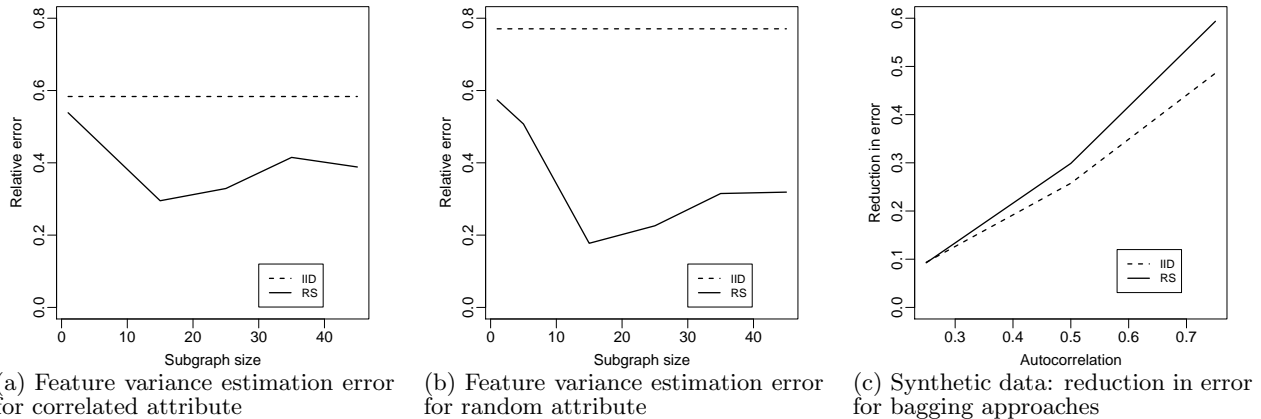 0.8
0.6
0.4
0.2
0.0
Relative error
IID
RS
0 10 20 30 40
Subgraph size
(a) Feature variance estimation error
for correlated attribute
0.8
0.6
0.4
0.2
0.0
Relative error
IID
RS
0 10 20 30 40
Subgraph size
(b) Feature variance estimation error
for random attribute
0.6
0.5
0.4
0.3
0.2
0.1
0.0
Reduction in error
IID
RS
0.3 0.4 0.5 0.6 0.7
Autocorrelation
(c) Synthetic data: reduction in error
for bagging approaches